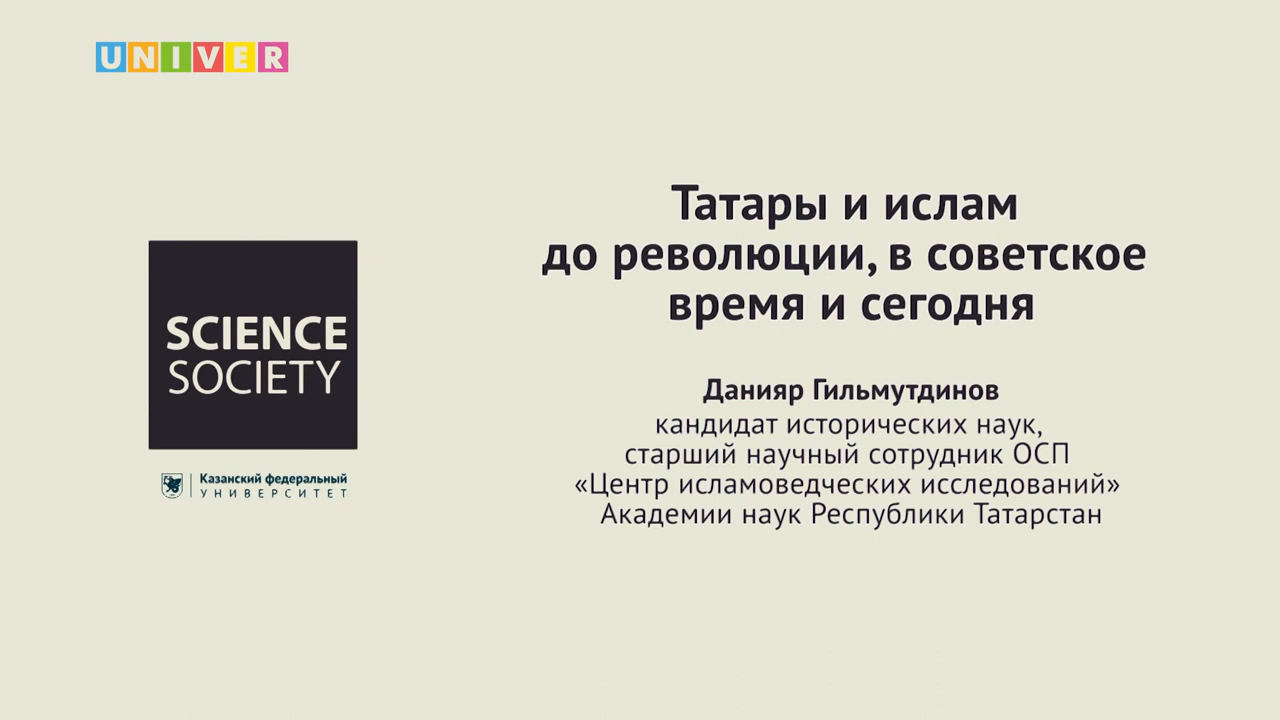 UNIVER
Татары и ислам
до революции, в советское
время и сегодня
SCIENCE
SOCIETY
Данияр Гильмутдинов
кандидат исторических наук,
старший научный сотрудник ОСП
«Центр исламоведческих исследований»
Академии наук Республики Татарстан
Казанский федеральный
УНИВЕРСИТЕТ